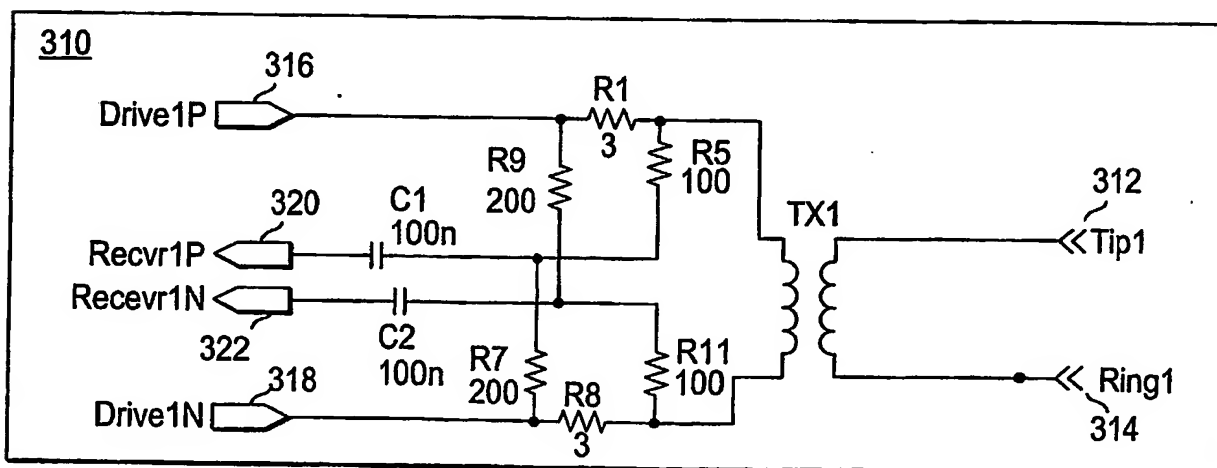 310
316
Drive1P
R1
3
R9
200
R5
100
C1
100n
320
Recvr1P
Recevr1N
322
C2
100n
R7
200
R11
100
318
Drive1N
R8
3
TX1
312
Tip1
Ring1
314